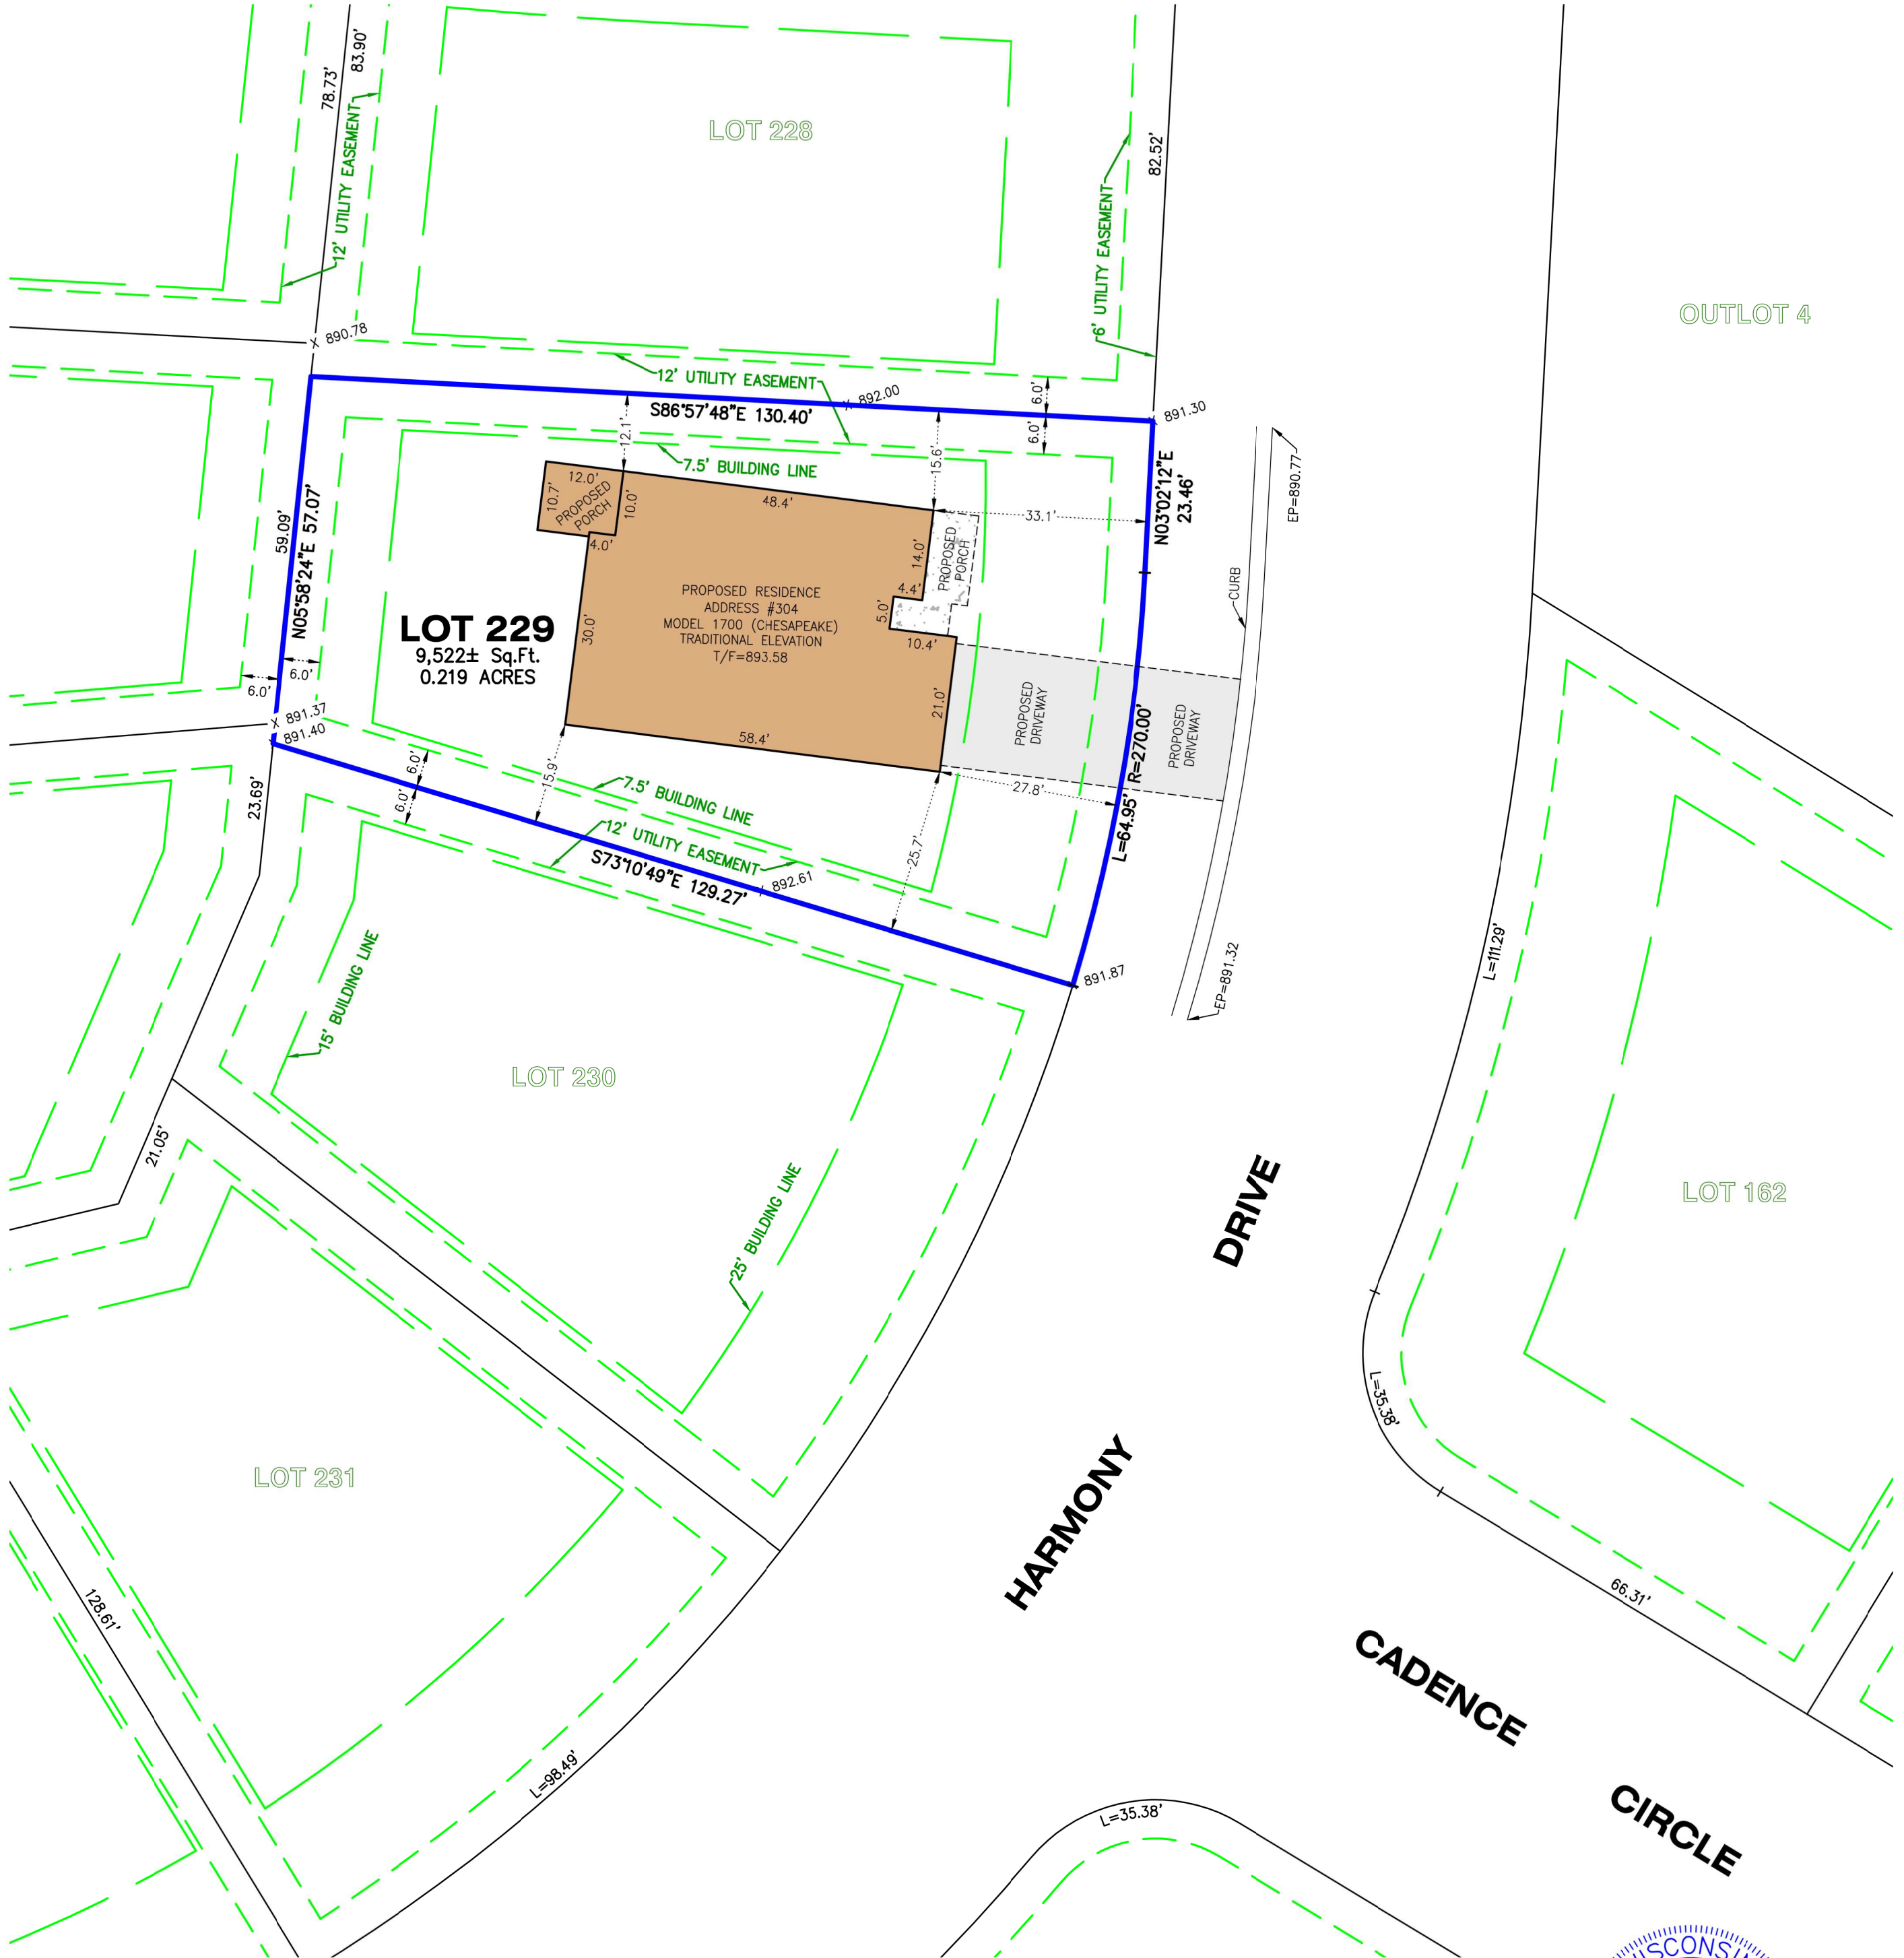 78.73'
83.90'
12' UTILITY EASEMENT
LOT 228
82.52'
6' UTILITY EASEMENT
OUTLOT 4
890.78
12' UTILITY EASEMENT
892.00
S86°57'48"E 130.40'
6.0'
6.0'
891.30
12.1'
15.6'
7.5' BUILDING LINE
N03°02'12"E
23.46'
EP=890.77
59.09'
N05°58'24"E 57.07'
12.0'
10.7'
PROPOSED
PORCH
10.0'
4.0'
48.4'
33.1'
14.0'
PROPOSED
PORCH
4.4'
5.0'
10.4'
CURB
PROPOSED RESIDENCE
ADDRESS #304
MODEL 1700 (CHESAPEAKE)
TRADITIONAL ELEVATION
T/F=893.58
30.0'
LOT 229
9,522± Sq.Ft.
0.219 ACRES
6.0'
6.0'
891.37
891.40
21.0'
58.4'
PROPOSED
DRIVEWAY
PROPOSED
DRIVEWAY
L=64.95' R=270.00'
6.0'
6.0'
15.9'
27.8'
23.69'
7.5' BUILDING LINE
12' UTILITY EASEMENT
S73°10'49"E 129.27'
892.61
25.7'
891.87
EP=891.32
L=111.29'
15' BUILDING LINE
LOT 230
21.05'
25' BUILDING LINE
LOT 162
HARMONY
DRIVE
L=35.38'
LOT 231
128.61'
L=98.49'
66.31'
CADENCE
CIRCLE
L=35.38'